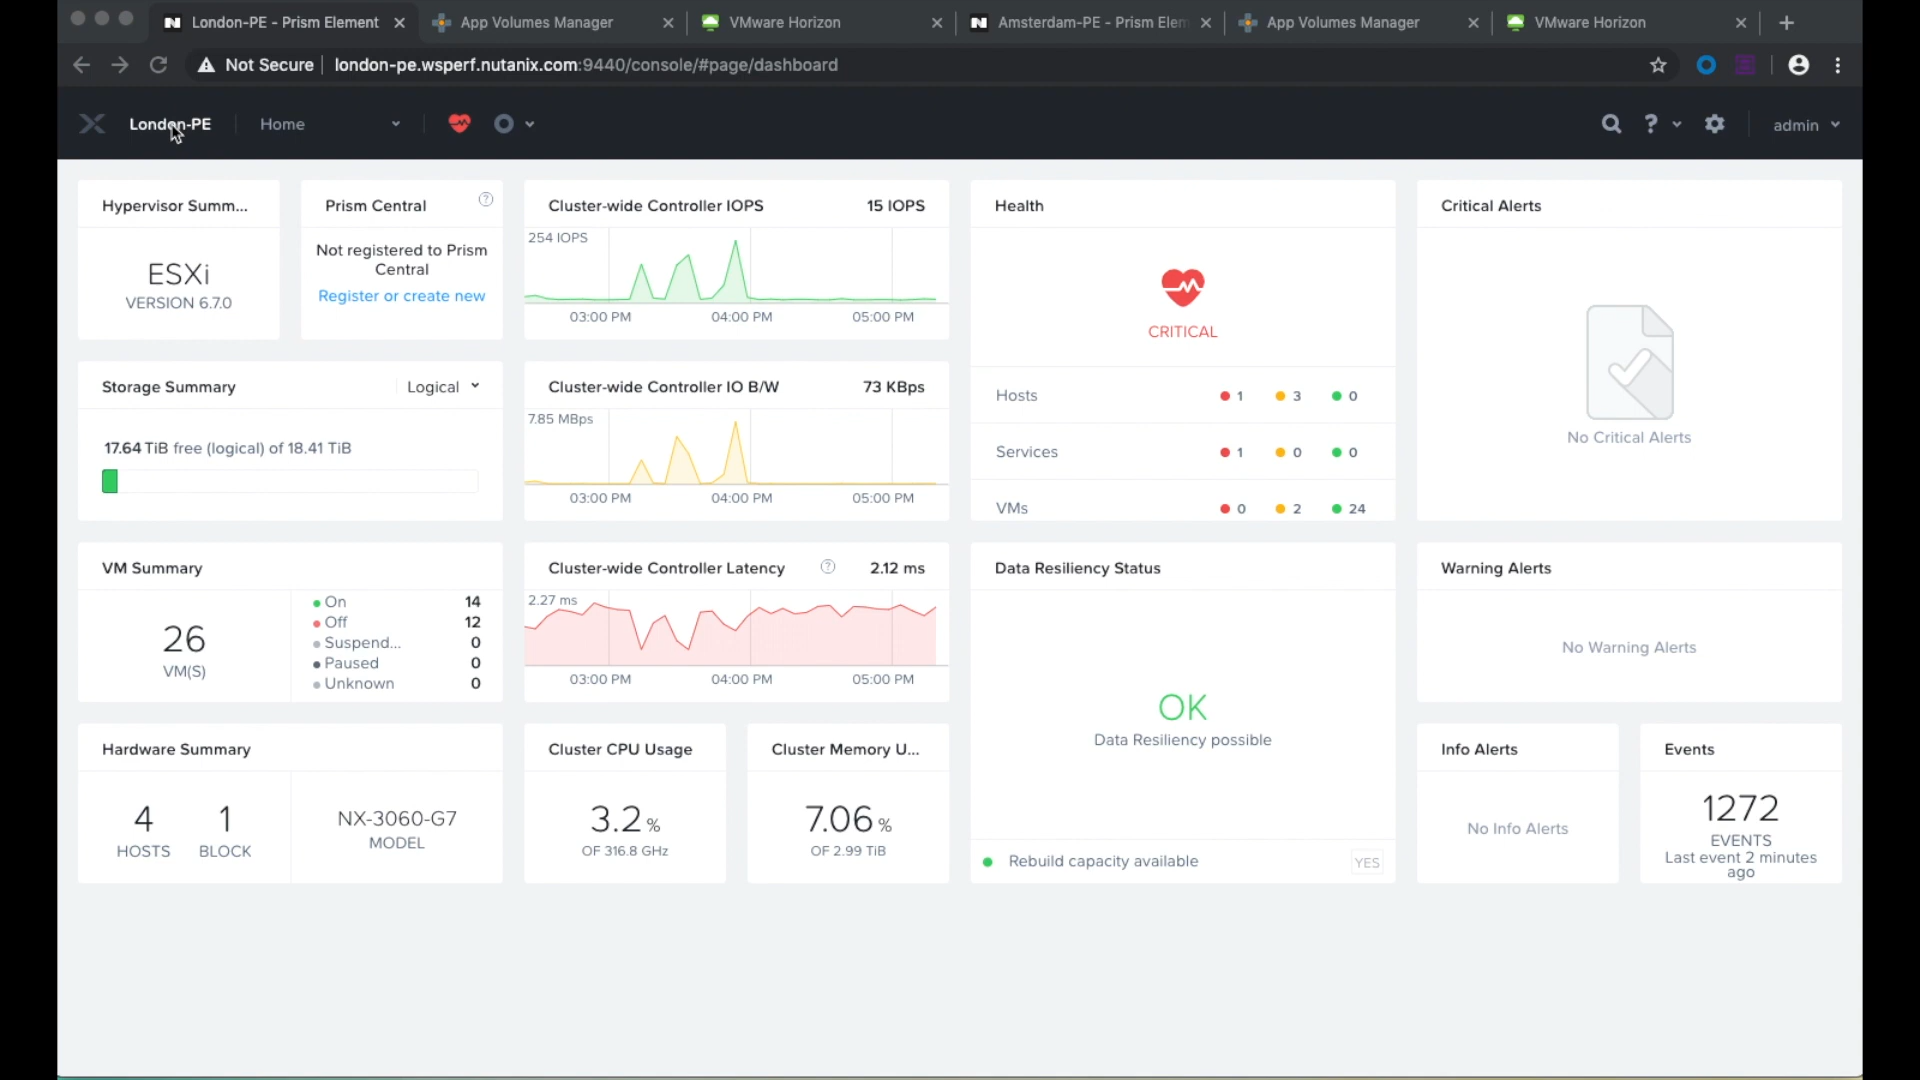 London-PE - Prism Element
App Volumes Manager
VMware Horizon
Amsterdam-PE - Prism Elem
App Volumes Manager
VMware Horizon
Not Secure
london-pe.wsperf.nutanix.com:9440/console/#page/dashboard
London-PE
Home
?
admin
Hypervisor Summ...
ESXi
VERSION 6.7.0
Prism Central
?
Not registered to Prism
Central
Register or create new
Storage Summary
Logical
17.64 TiB free (logical) of 18.41 TiB
VM Summary
26
VM(S)
On 14
Off 12
Suspend... 0
Paused 0
Unknown 0
Hardware Summary
4
HOSTS
1
BLOCK
NX-3060-G7
MODEL
Cluster-wide Controller IOPS
15 IOPS
254 IOPS
03:00 PM
04:00 PM
05:00 PM
Cluster-wide Controller IO B/W
73 KBps
7.85 MBps
03:00 PM
04:00 PM
05:00 PM
Cluster-wide Controller Latency
?
2.12 ms
2.27 ms
03:00 PM
04:00 PM
05:00 PM
Cluster CPU Usage
3.2 %
OF 316.8 GHz
Cluster Memory U...
7.06 %
OF 2.99 TiB
Health
CRITICAL
Hosts 1 3 0
Services 1 0 0
VMs 0 2 24
Data Resiliency Status
OK
Data Resiliency possible
Rebuild capacity available
YES
Critical Alerts
No Critical Alerts
Warning Alerts
No Warning Alerts
Info Alerts
No Info Alerts
Events
1272
EVENTS
Last event 2 minutes
ago